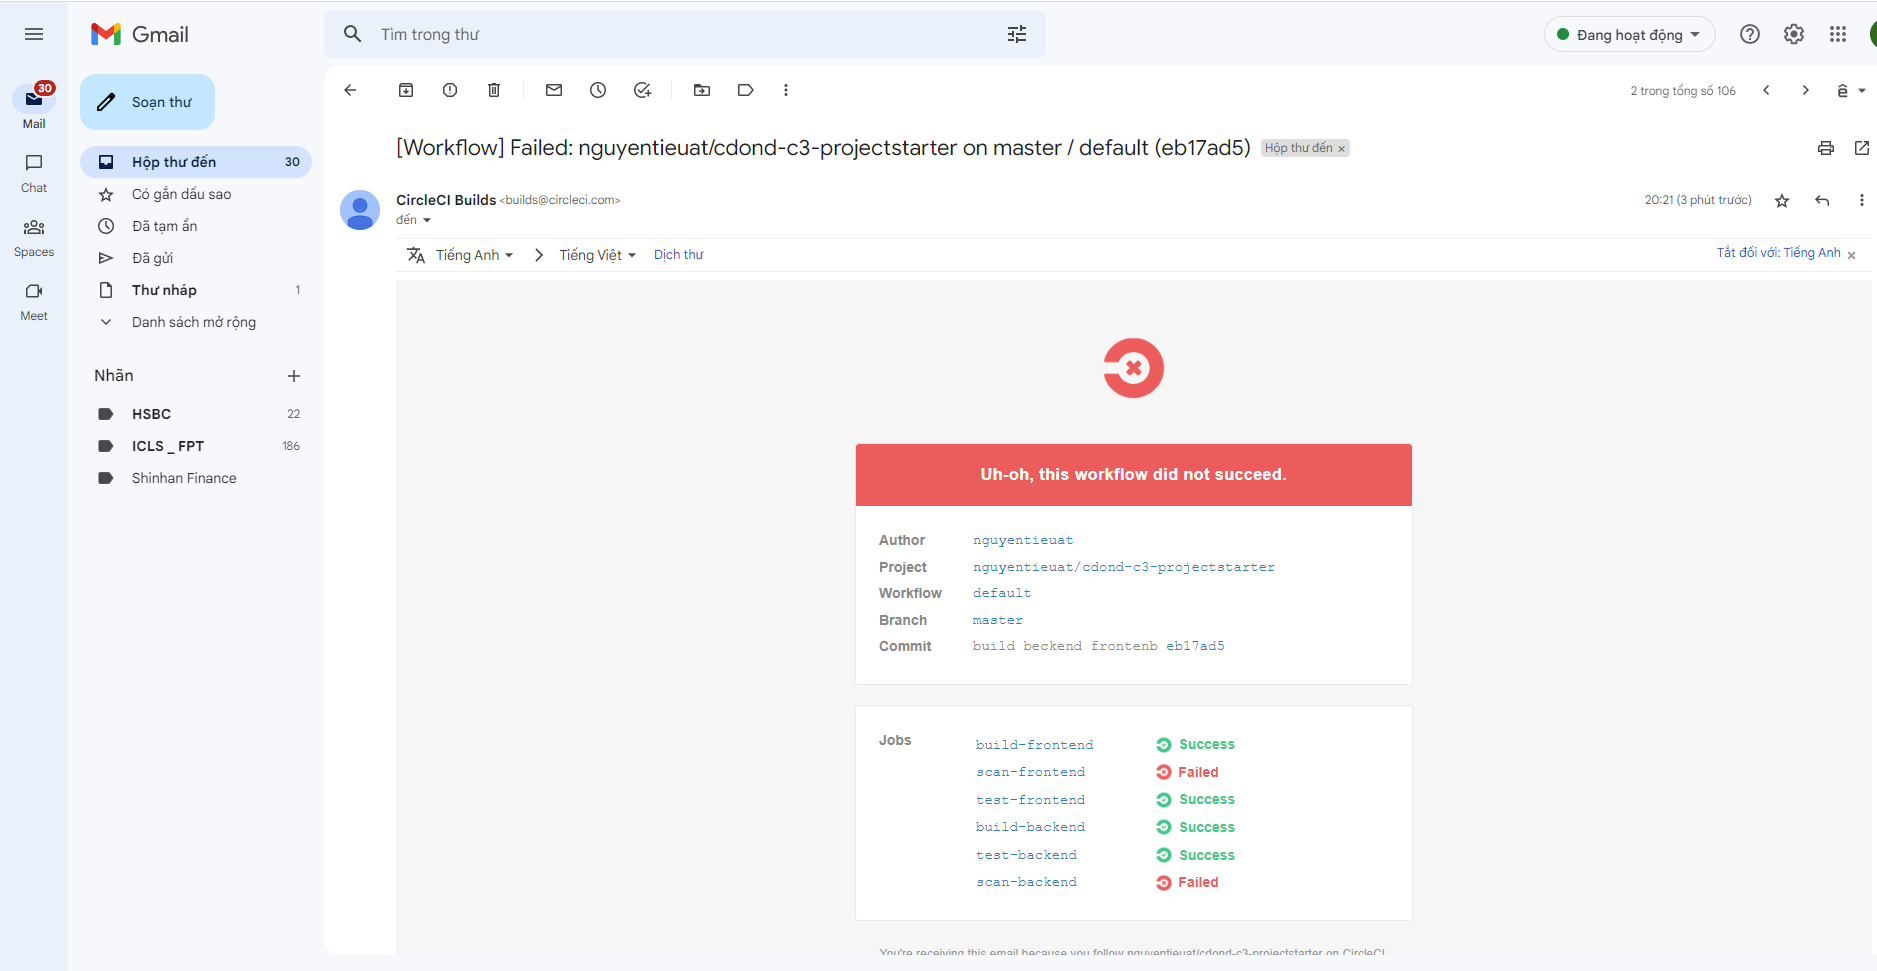 Gmail
Tìm trong thư
Đang hoạt động
30
Mail
Chat
Spaces
Meet
Soạn thư
Hộp thư đến 30
Có gắn dấu sao
Đã tạm ẩn
Đã gửi
Thư nháp 1
Danh sách mở rộng
Nhãn
HSBC 22
ICLS _ FPT 186
Shinhan Finance
2 trong tổng số 106
ê
[Workflow] Failed: nguyentieuat/cdond-c3-projectstarter on master / default (eb17ad5) Hộp thư đến ×
CircleCI Builds <builds@circleci.com> 20:21 (3 phút trước)
đến
Tiếng Anh Tiếng Việt Dịch thư Tắt đối với: Tiếng Anh ×
Uh-oh, this workflow did not succeed.
Author nguyentieuat
Project nguyentieuat/cdond-c3-projectstarter
Workflow default
Branch master
Commit build beckend frontenb eb17ad5
Jobs build-frontend Success
scan-frontend Failed
test-frontend Success
build-backend Success
test-backend Success
scan-backend Failed
You're receiving this email because you follow nguyentieuat/cdond-c3-projectstarter on CircleCI.